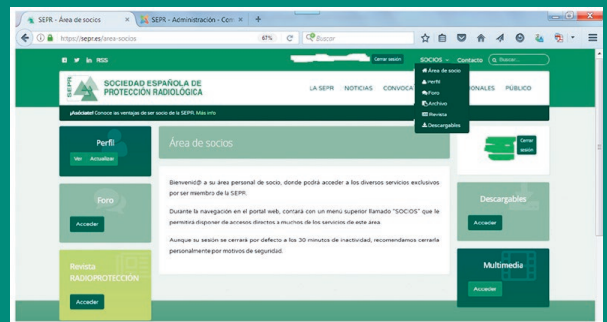 SEPR - Área de socios
SEPR - Administración - Con
https://sepr.es/area-socios
67%
Buscar
RSS
Cerrar sesión
SOCIOS
Contacto
Buscar...
SEPR
SOCIEDAD ESPAÑOLA DE
PROTECCIÓN RADIOLÓGICA
LA SEPR NOTICIAS CONVOCA
IONALES PÚBLICO
Área de socio
Perfil
Foro
Archivo
Revista
Descargables
¡Asóciate! Conoce las ventajas de ser socio de la SEPR. Más info
Perfil
Ver Actualizar
Área de socios
Cerrar
sesión
Bienvenid@ a su área personal de socio, donde podrá acceder a los diversos servicios exclusivos
por ser miembro de la SEPR.
Durante la navegación en el portal web, contará con un menú superior llamado "SOCIOS" que le
permitirá disponer de accesos directos a muchos de los servicios de este área.
Aunque su sesión se cerrará por defecto a los 30 minutos de inactividad, recomendamos cerrarla
personalmente por motivos de seguridad.
Foro
Acceder
Descargables
Acceder
Revista
RADIOPROTECCIÓN
Acceder
Multimedia
Acceder